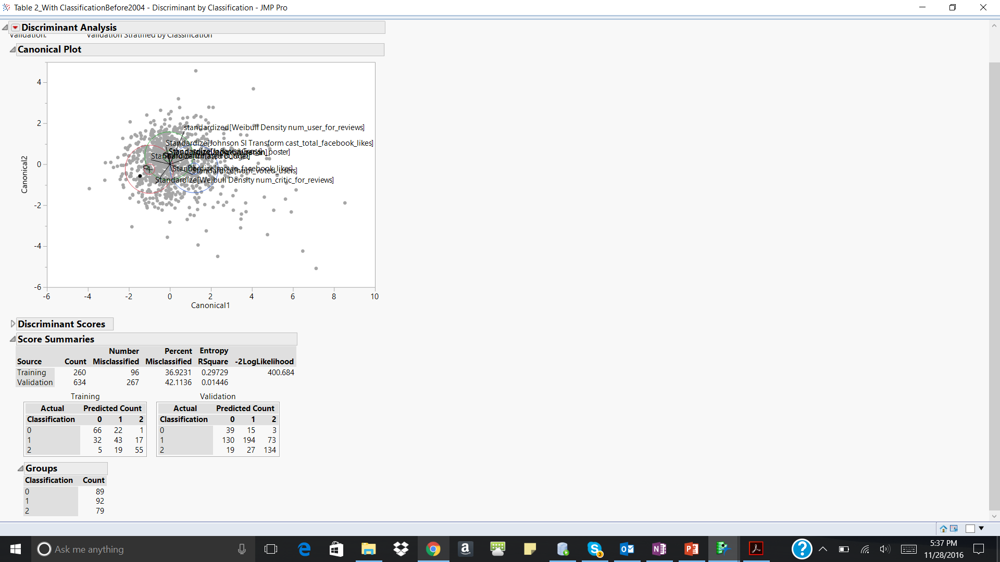 Table 2_With ClassificationBefore2004 - Discriminant by Classification - JMP Pro
Discriminant Analysis
Validation: Validation Stratified by Classification
Canonical Plot
4
2
0
-2
-4
-6
Canonical2
standardized[Weibull Density num_user_for_reviews]
Standardize[Johnson SI Transform cast_total_facebook_likes]
Standardize[movie_facebook_likes]
Standardize[num_voted_users]
Standardize[Weibull Density num_critic_for_reviews]
-6 -4 -2 0 2 4 6 8 10
Canonical1
Discriminant Scores
Score Summaries
Source Count Number Misclassified Percent Misclassified Entropy RSquare -2LogLikelihood
Training 260 96 36.9231 0.29729 400.684
Validation 634 267 42.1136 0.01446
Training
Actual Predicted Count
Classification 0 1 2
0 66 22 1
1 32 43 17
2 5 19 55
Validation
Actual Predicted Count
Classification 0 1 2
0 39 15 3
1 130 194 73
2 19 27 134
Groups
Classification Count
0 89
1 92
2 79
Ask me anything
5:37 PM
11/28/2016